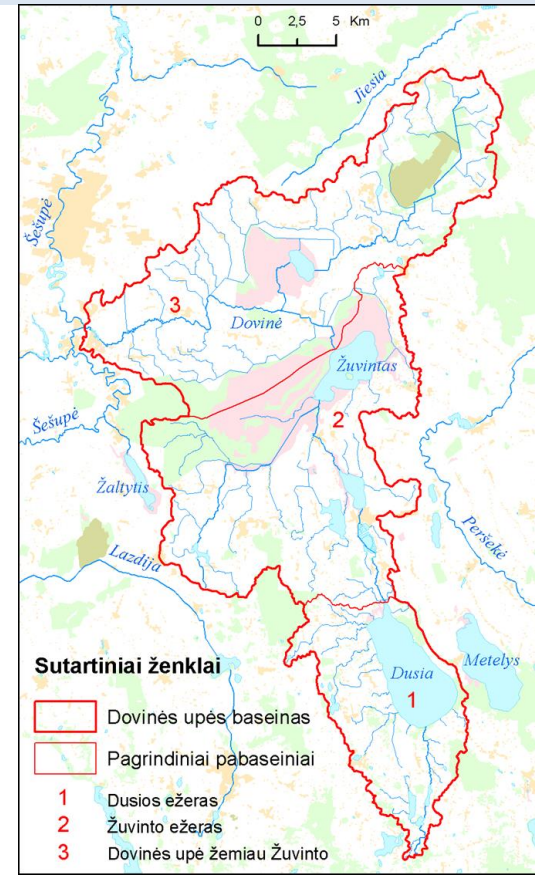 0 2,5 5 Km
Jiesia
Šešupė
3
Dovinė
Žuvintas
Šešupė
2
Žaltytis
Peršekė
Lazdija
Sutartiniai ženklai
Dusia
Metelys
1
Dovinės upės baseinas
Pagrindiniai pabaseiniai
1 Dusios ežeras
2 Žuvinto ežeras
3 Dovinės upė žemiau Žuvinto